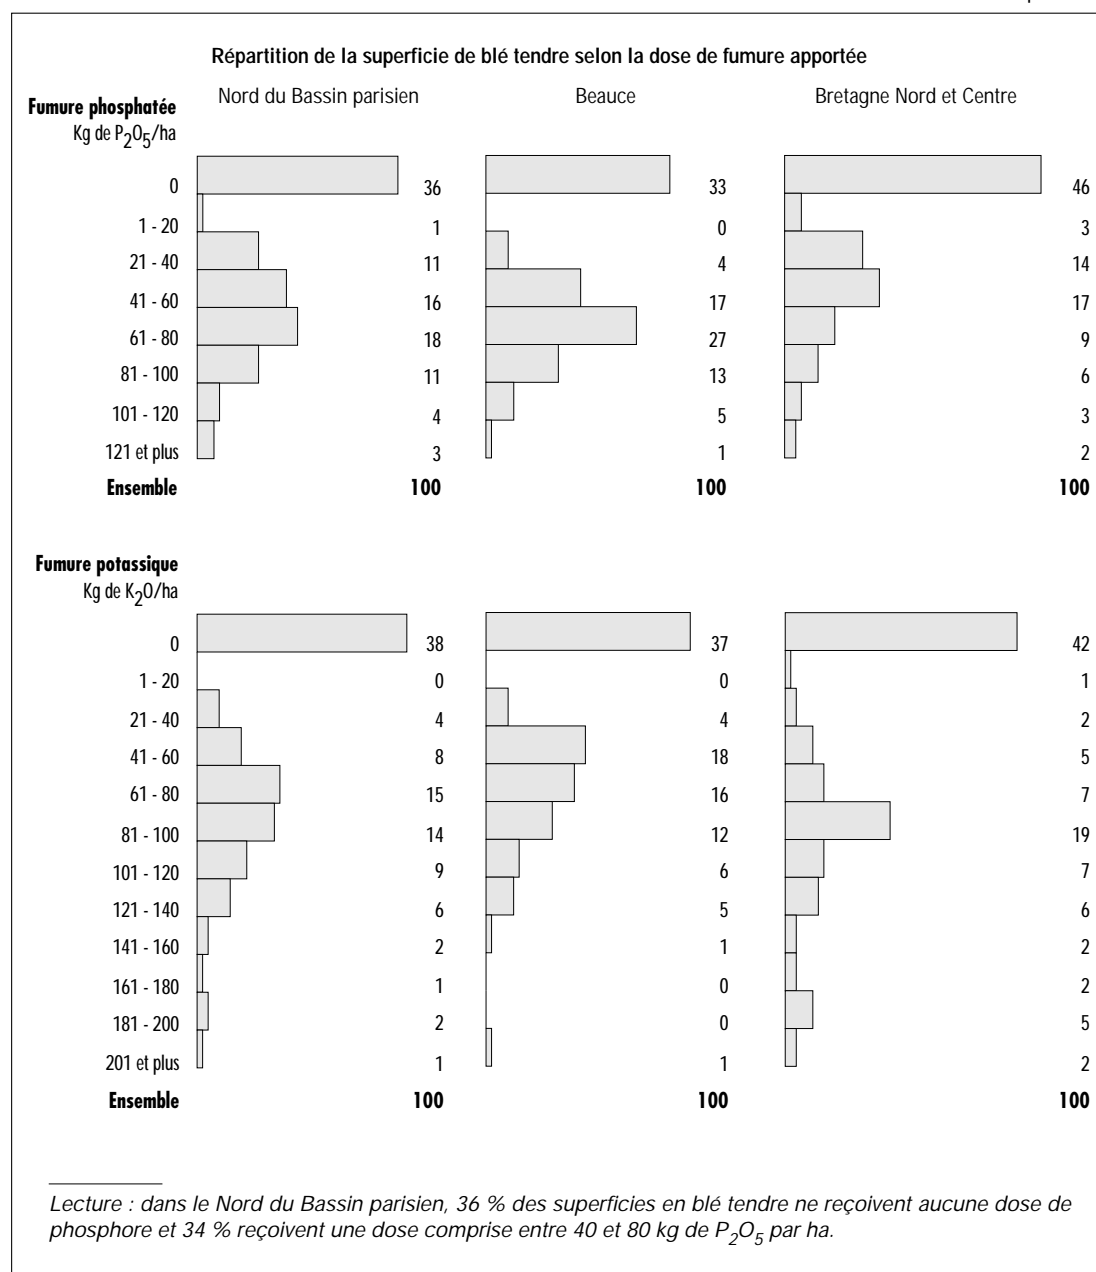 Répartition de la superficie de blé tendre selon la dose de fumure apportée
Nord du Bassin parisien Beauce Bretagne Nord et Centre
Fumure phosphatée
Kg de P2O5/ha
0 36 33 46
1 - 20 1 0 3
21 - 40 11 4 14
41 - 60 16 17 17
61 - 80 18 27 9
81 - 100 11 13 6
101 - 120 4 5 3
121 et plus 3 1 2
Ensemble 100 100 100
Fumure potassique
Kg de K2O/ha
0 38 37 42
1 - 20 0 0 1
21 - 40 4 4 2
41 - 60 8 18 5
61 - 80 15 16 7
81 - 100 14 12 19
101 - 120 9 6 7
121 - 140 6 5 6
141 - 160 2 1 2
161 - 180 1 0 2
181 - 200 2 0 5
201 et plus 1 1 2
Ensemble 100 100 100
Lecture : dans le Nord du Bassin parisien, 36 % des superficies en blé tendre ne reçoivent aucune dose de
phosphore et 34 % reçoivent une dose comprise entre 40 et 80 kg de P2O5 par ha.